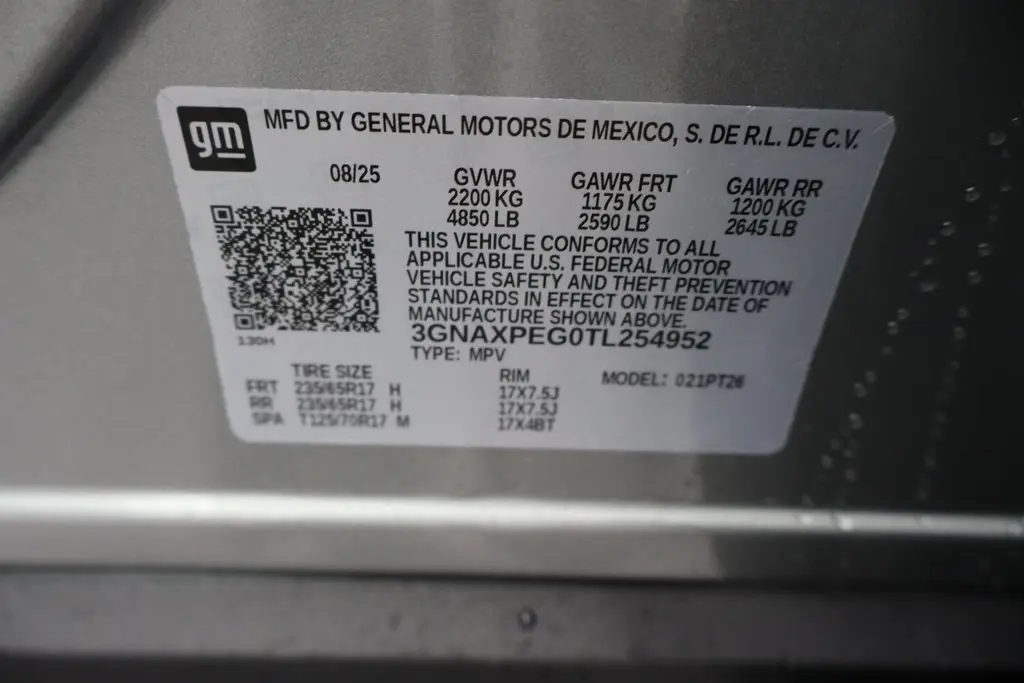 gm MFD BY GENERAL MOTORS DE MEXICO, S. DE R.L. DE C.V.
08/25 GVWR GAWR FRT GAWR RR
2200 KG 1175 KG 1200 KG
4850 LB 2590 LB 2645 LB
THIS VEHICLE CONFORMS TO ALL
APPLICABLE U.S. FEDERAL MOTOR
VEHICLE SAFETY AND THEFT PREVENTION
STANDARDS IN EFFECT ON THE DATE OF
MANUFACTURE SHOWN ABOVE.
130H 3GNAXPEG0TL254952
TYPE: MPV
TIRE SIZE RIM MODEL: 021PT26
FRT 235/65R17 H 17X7.5J
RR 235/65R17 H 17X7.5J
SPA T125/70R17 M 17X4BT